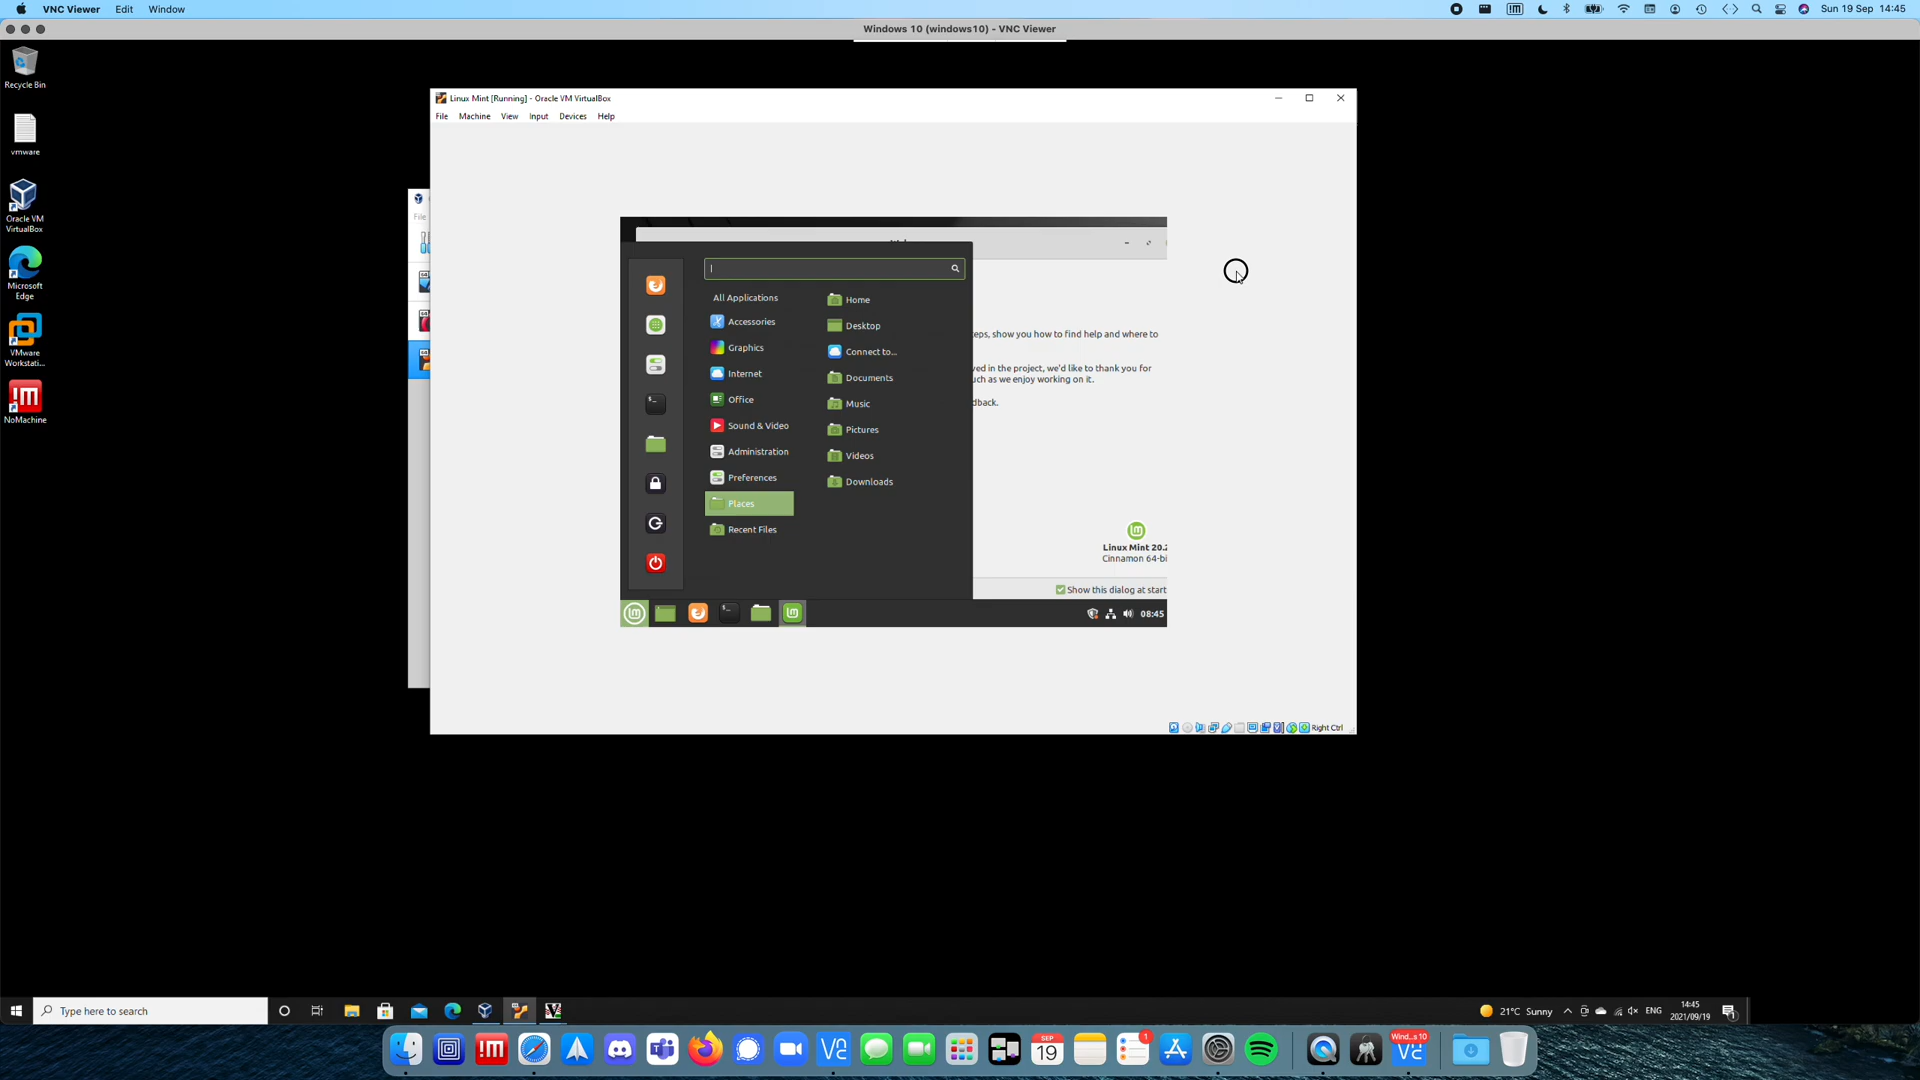 VNC Viewer Edit Window
Sun 19 Sep 14:45
Windows 10 (windows10) - VNC Viewer
Recycle Bin
vmware
Oracle VM
VirtualBox
Microsoft
Edge
VMware
Workstati...
NoMachine
File
Linux Mint [Running] - Oracle VM VirtualBox
File Machine View Input Devices Help
All Applications
Accessories
Graphics
Internet
Office
Sound & Video
Administration
Preferences
Places
Recent Files
Home
Desktop
Connect to...
Documents
Music
Pictures
Videos
Downloads
eps, show you how to find help and where to
ved in the project, we'd like to thank you for
uch as we enjoy working on it.
dback.
Linux Mint 20.2
Cinnamon 64-bi
Show this dialog at start
08:45
Right Ctrl
Type here to search
21°C Sunny
ENG
14:45
2021/09/19
1
SEP
19
1
Wind...s 10